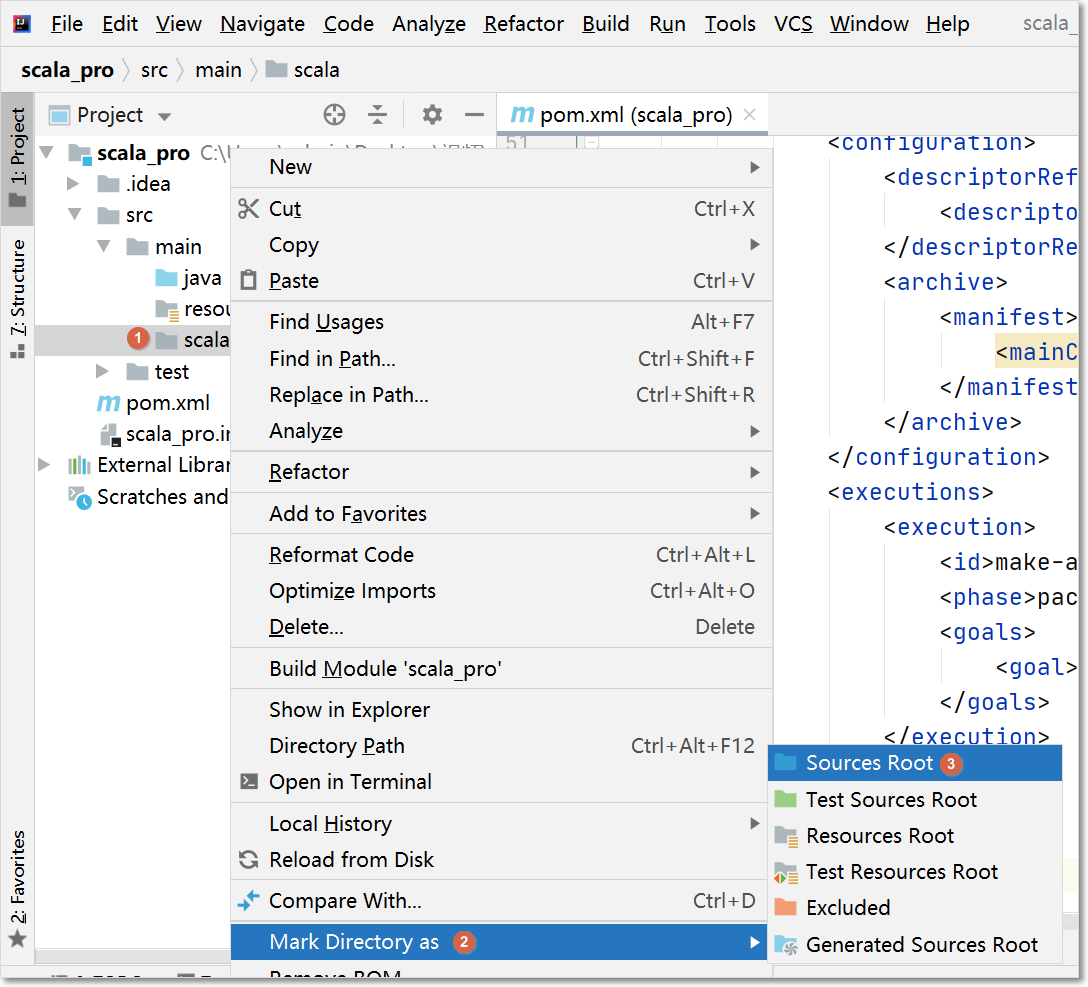 File Edit View Navigate Code Analyze Refactor Build Run Tools VCS Window Help scala_
scala_pro src main scala
1: Project
Project
pom.xml (scala_pro)
scala_pro
.idea
src
main
java
resou
1 scala
test
pom.xml
scala_pro.in
External Librar
Scratches and
7: Structure
2: Favorites
New
Cut Ctrl+X
Copy
Paste Ctrl+V
Find Usages Alt+F7
Find in Path... Ctrl+Shift+F
Replace in Path... Ctrl+Shift+R
Analyze
Refactor
Add to Favorites
Reformat Code Ctrl+Alt+L
Optimize Imports Ctrl+Alt+O
Delete... Delete
Build Module 'scala_pro'
Show in Explorer
Directory Path Ctrl+Alt+F12
Open in Terminal
Local History
Reload from Disk
Compare With... Ctrl+D
Mark Directory as 2
Remove BOM
Sources Root 3
Test Sources Root
Resources Root
Test Resources Root
Excluded
Generated Sources Root
51
<configuration>
<descriptorRef
<descripto
</descriptorRe
<archive>
<manifest>
<mainC
</manifest
</archive>
</configuration>
<executions>
<execution>
<id>make-a
<phase>pac
<goals>
<goal>
</goals>
</execution>